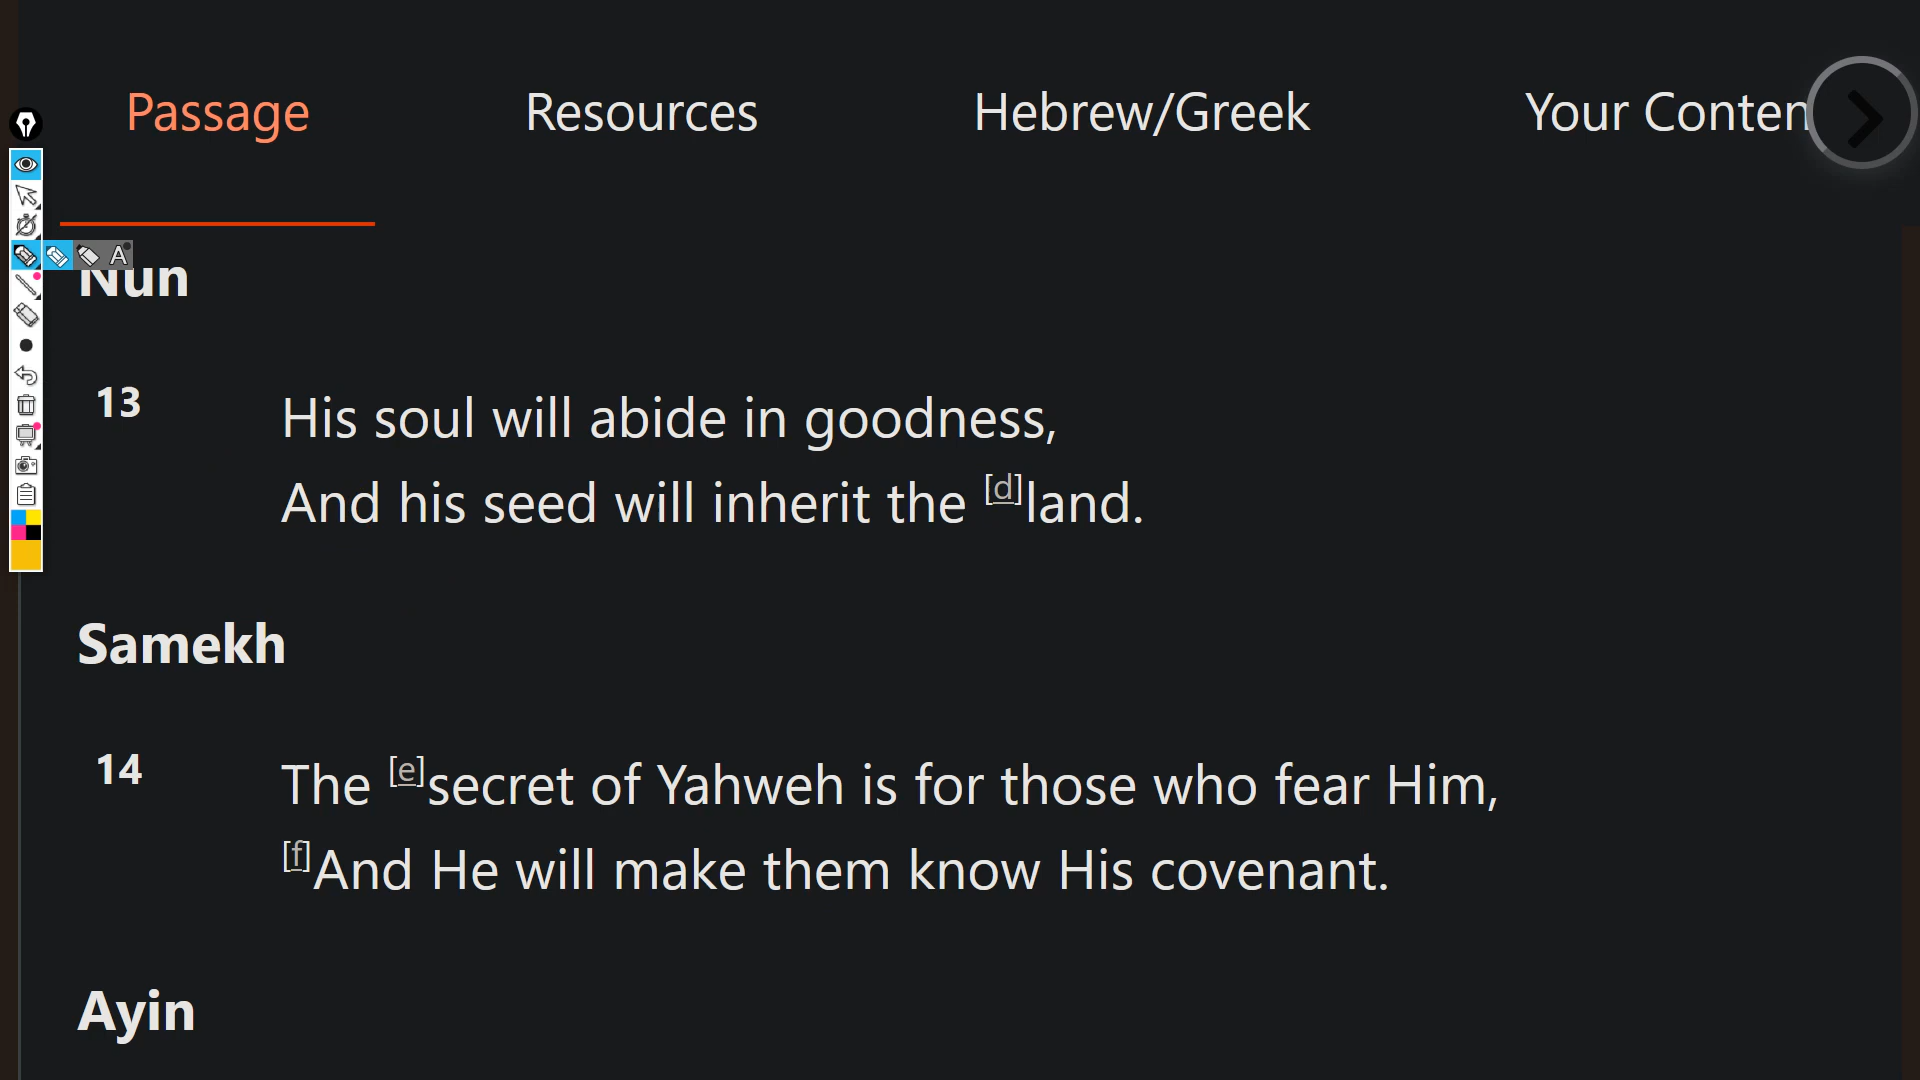 Passage Resources Hebrew/Greek Your Conten
A
Nun
13 His soul will abide in goodness,
And his seed will inherit the [d]land.
Samekh
14 The [e]secret of Yahweh is for those who fear Him,
[f]And He will make them know His covenant.
Ayin